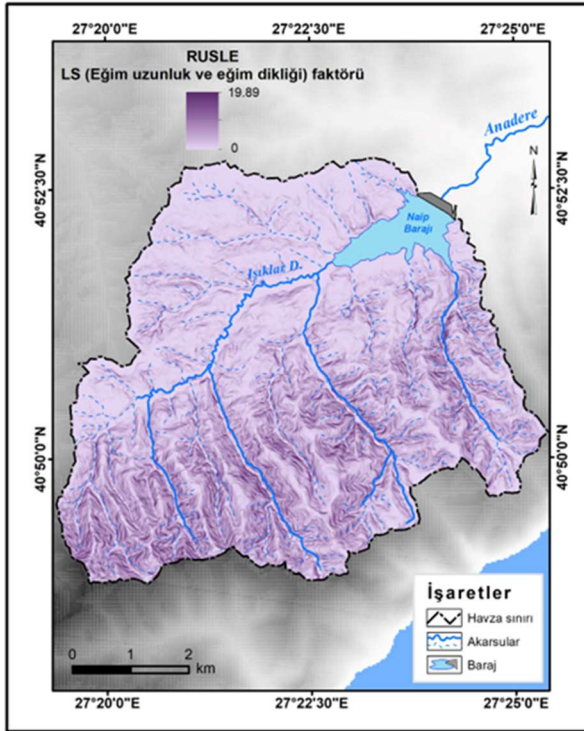 27°20'0"E
27°22'30"E
27°25'0"E
RUSLE
LS (Eğim uzunluk ve eğim dikliği) faktörü
19.89
0
Anadere
N
40°52'30"N
40°52'30"N
Naip
Barajı
Işıklar D.
40°50'0"N
40°50'0"N
İşaretler
Havza sınırı
Akarsular
Baraj
0 1 2
km
27°20'0"E
27°22'30"E
27°25'0"E